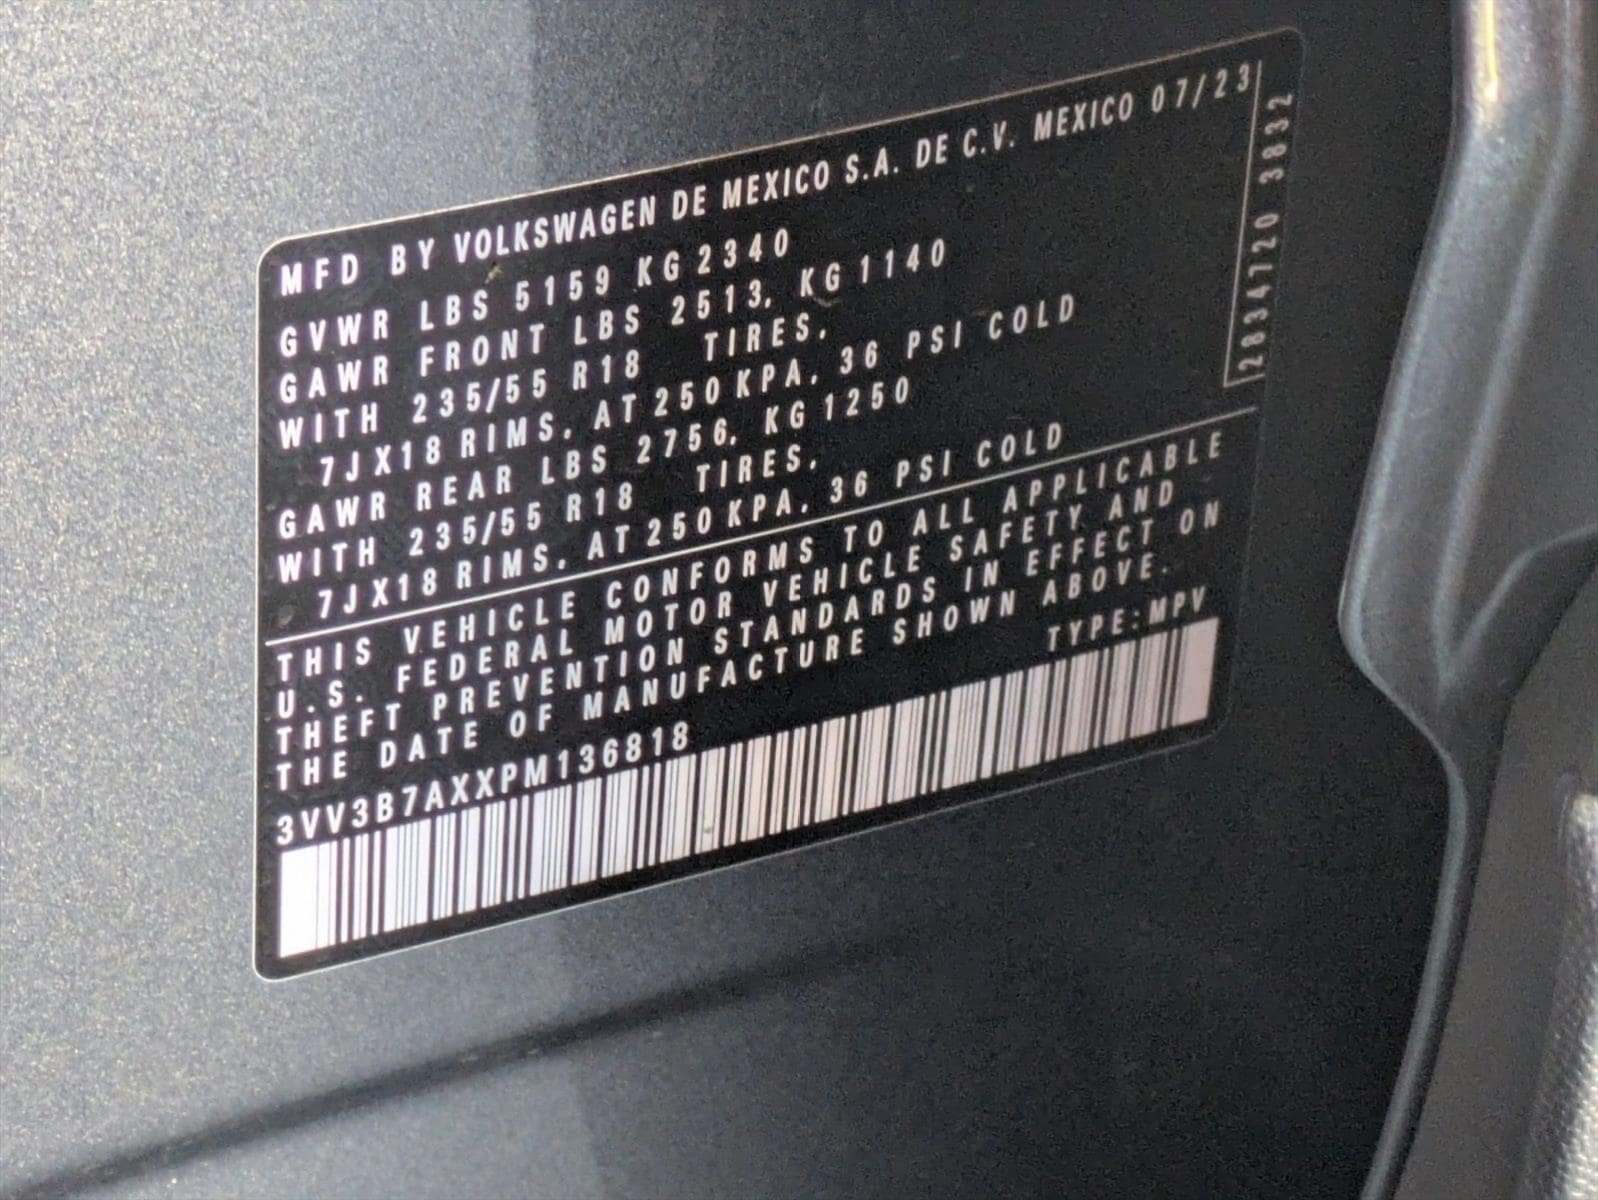 MFD BY VOLKSWAGEN DE MEXICO S.A. DE C.V. MEXICO 07/23
GVWR LBS 5159 KG 2340
GAWR FRONT LBS 2513, KG 1140
WITH 235/55 R18 TIRES,
7JX18 RIMS, AT 250 KPA, 36 PSI COLD
GAWR REAR LBS 2756, KG 1250
WITH 235/55 R18 TIRES,
7JX18 RIMS, AT 250 KPA, 36 PSI COLD
THIS VEHICLE CONFORMS TO ALL APPLICABLE
U.S. FEDERAL MOTOR VEHICLE SAFETY AND
THEFT PREVENTION STANDARDS IN EFFECT ON
THE DATE OF MANUFACTURE SHOWN ABOVE.
TYPE: MPV
3VV3B7AXXPM136818
2834720 3832